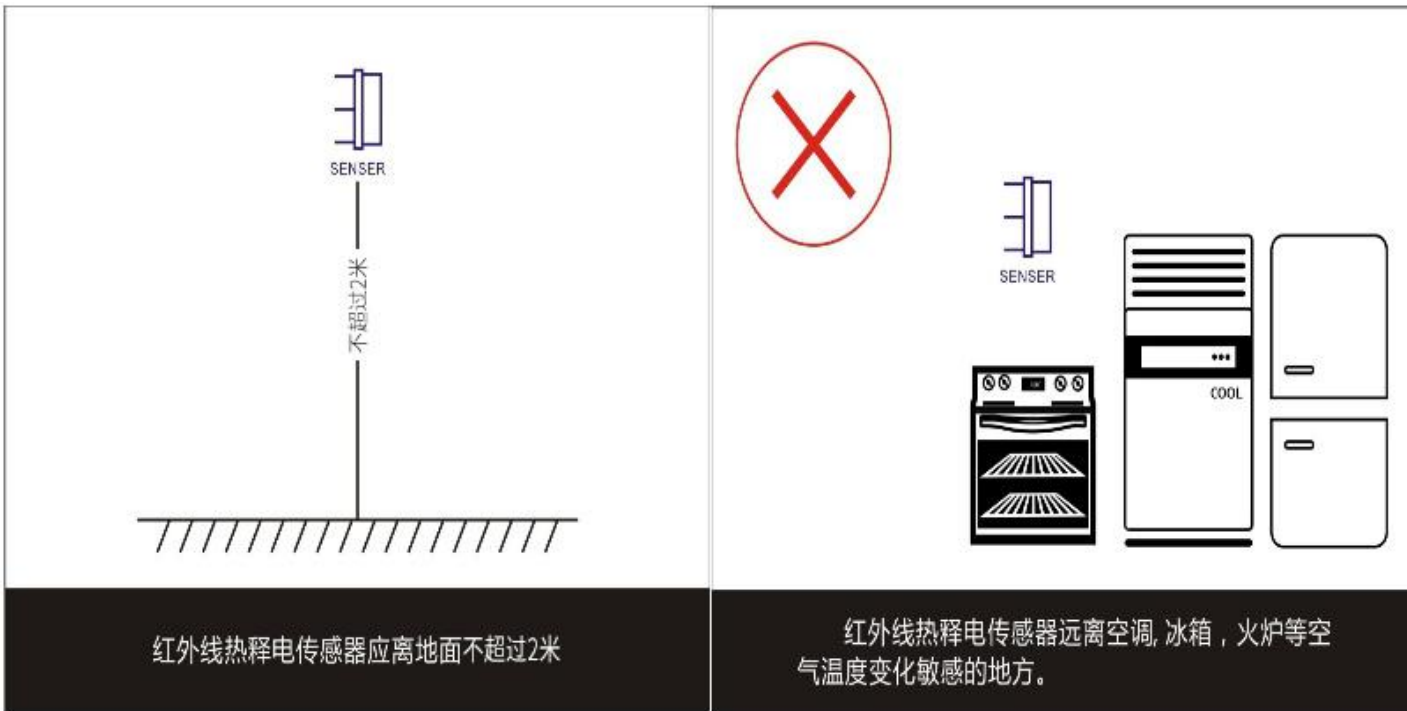 SENSER
不超过2米
红外线热释电传感器应离地面不超过2米
SENSER
COOL
红外线热释电传感器远离空调, 冰箱，火炉等空
气温度变化敏感的地方。